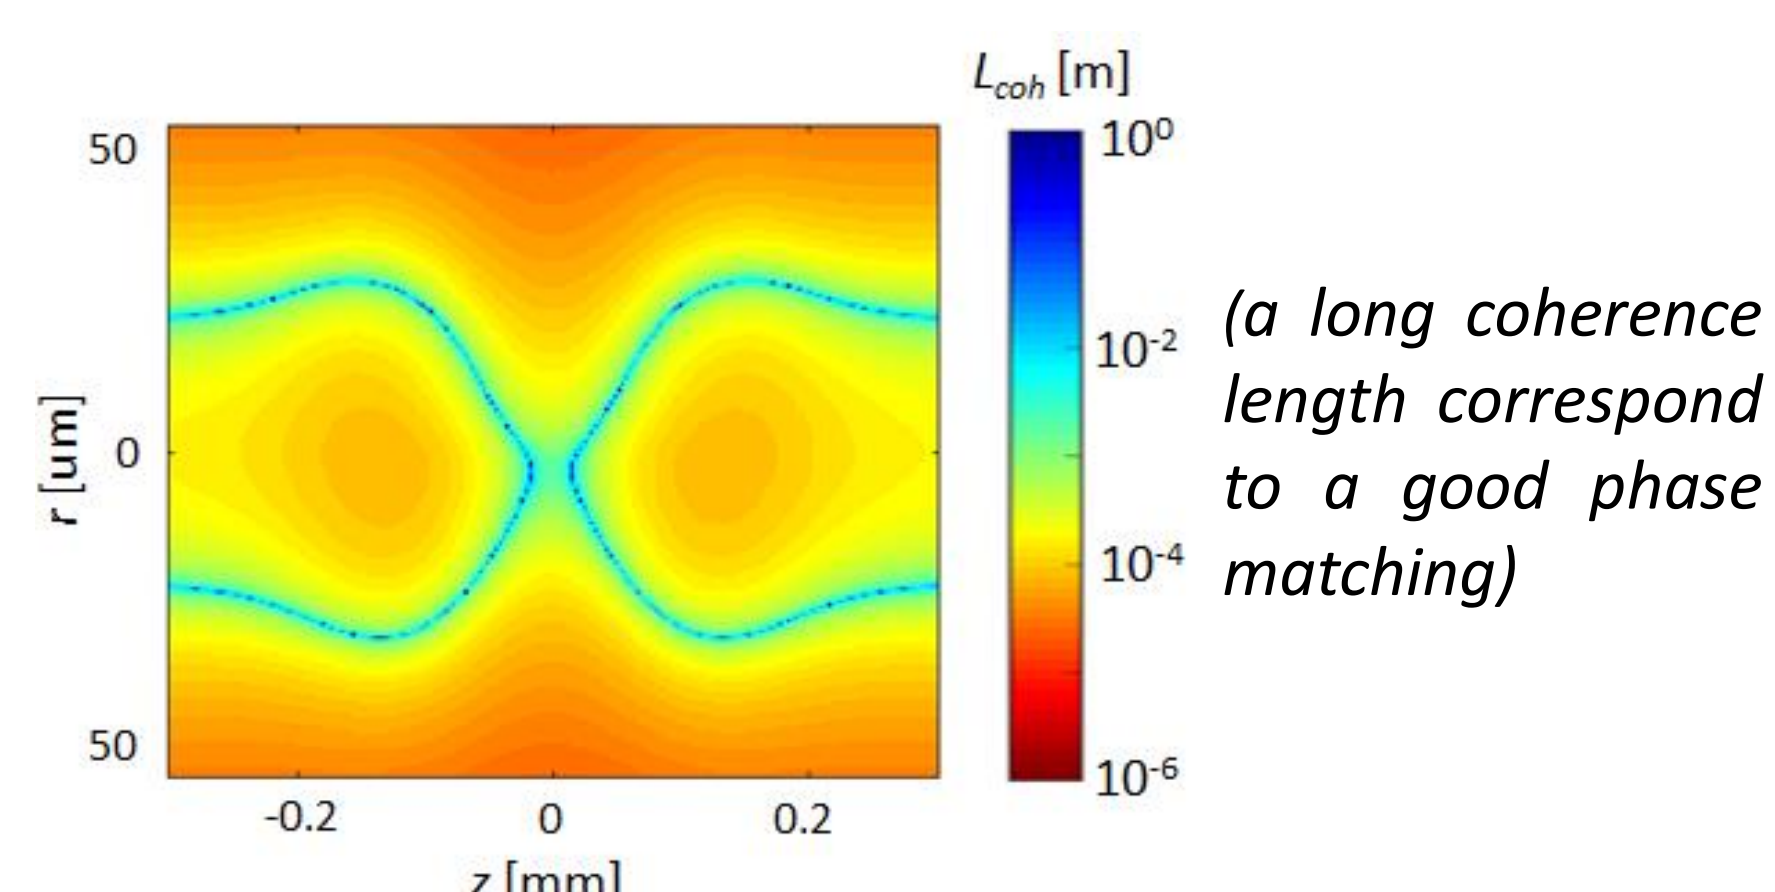 L_coh [m]
50
10^0
10^-2
(a long coherence
length correspond
to a good phase
matching)
r [um]
0
10^-4
50
10^-6
-0.2 0 0.2
z [mm]